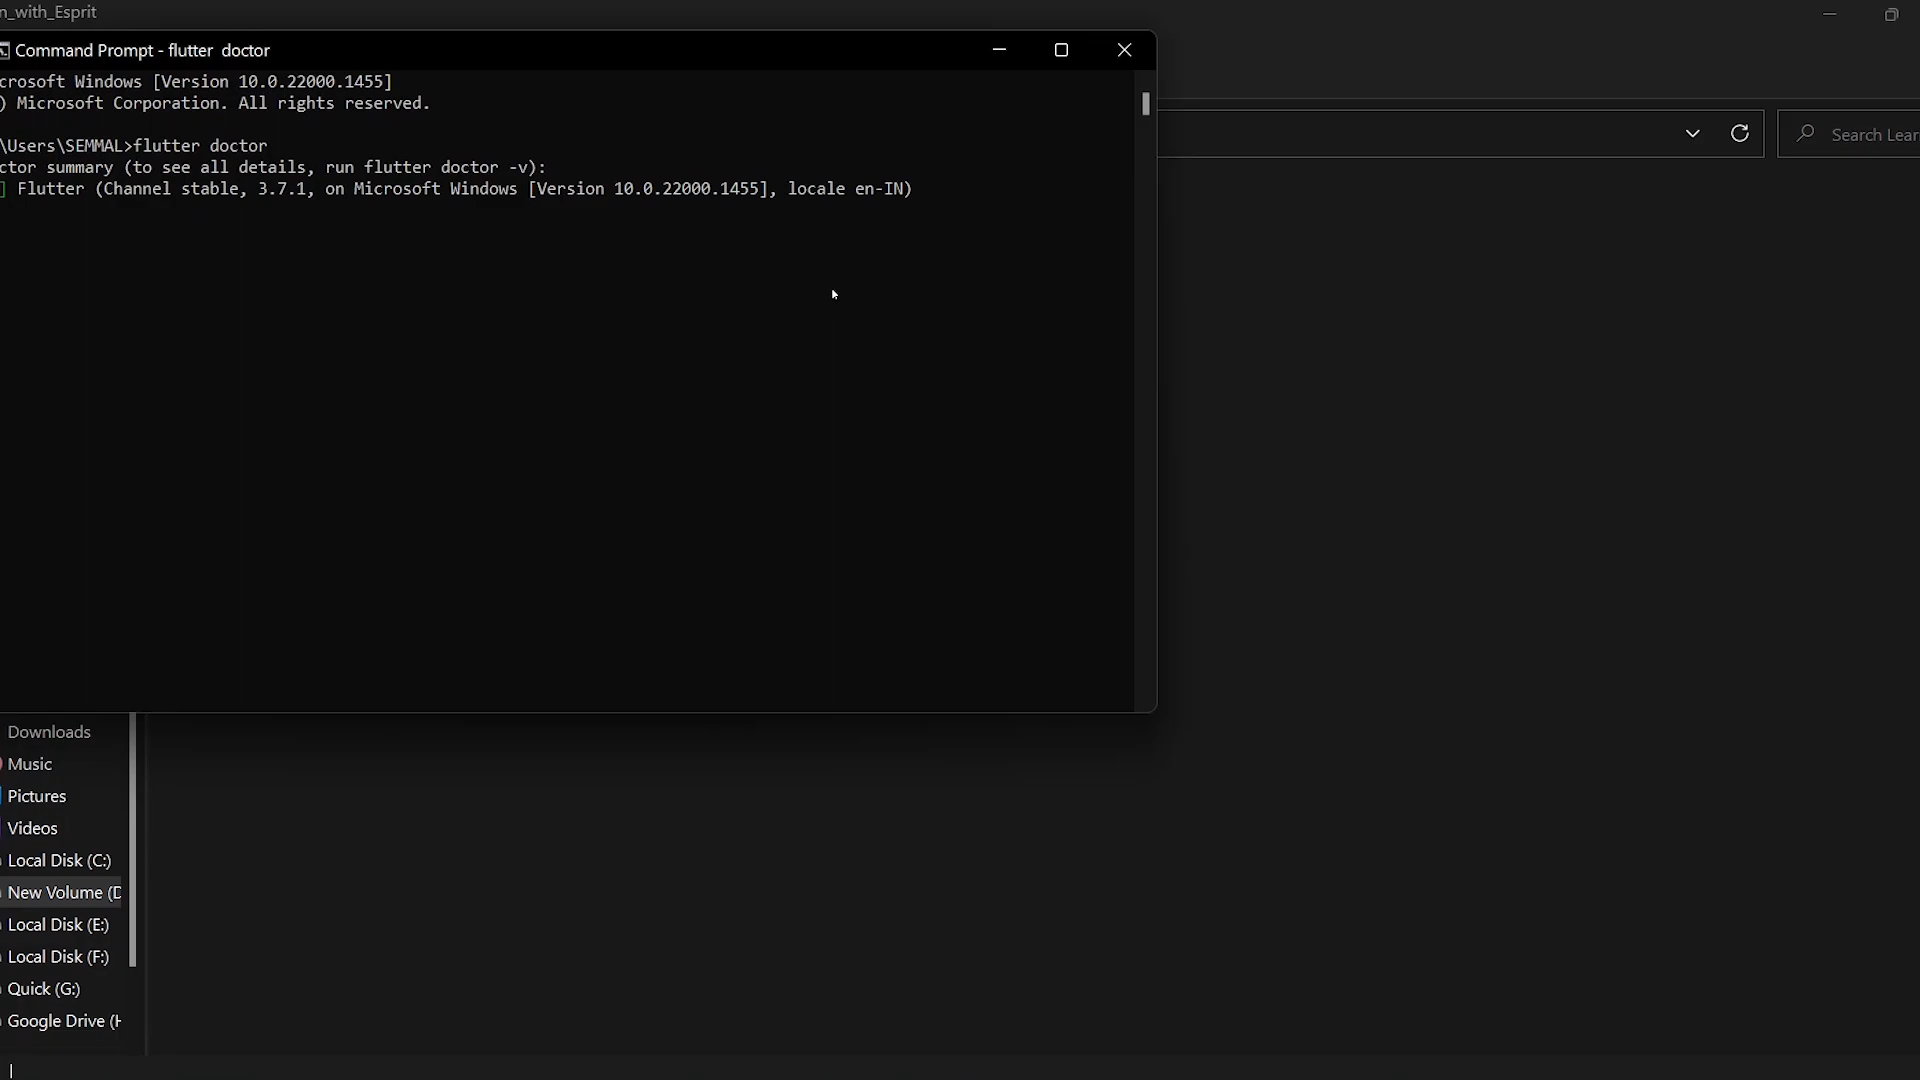 n_with_Esprit
Command Prompt - flutter doctor
crosoft Windows [Version 10.0.22000.1455]
) Microsoft Corporation. All rights reserved.
\Users\SEMMAL>flutter doctor
ctor summary (to see all details, run flutter doctor -v):
] Flutter (Channel stable, 3.7.1, on Microsoft Windows [Version 10.0.22000.1455], locale en-IN)
Search Lear
Downloads
Music
Pictures
Videos
Local Disk (C:)
New Volume (D
Local Disk (E:)
Local Disk (F:)
Quick (G:)
Google Drive (H